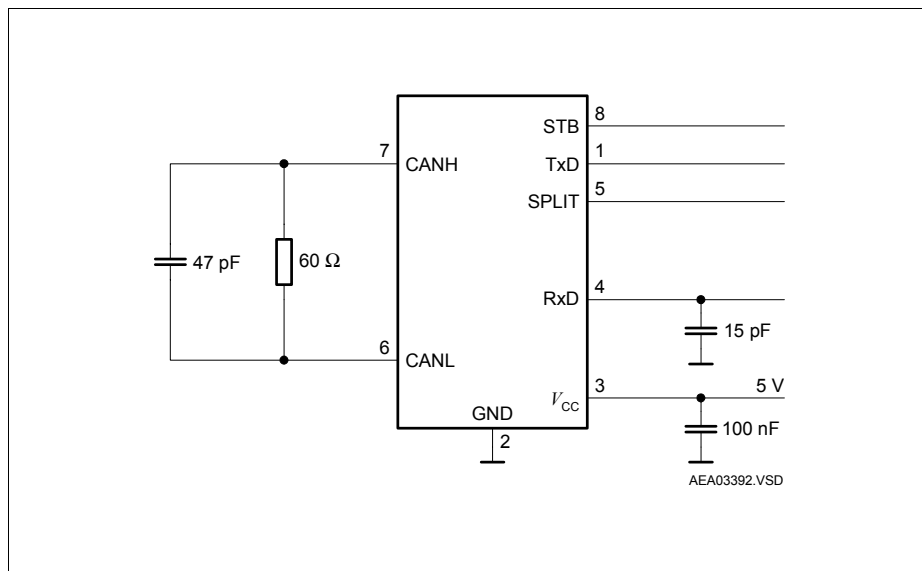 8
STB
1
7
TxD
CANH
5
SPLIT
47 pF
60 Ω
4
RxD
15 pF
6
CANL
3
5 V
V CC
GND
2
100 nF
AEA03392.VSD